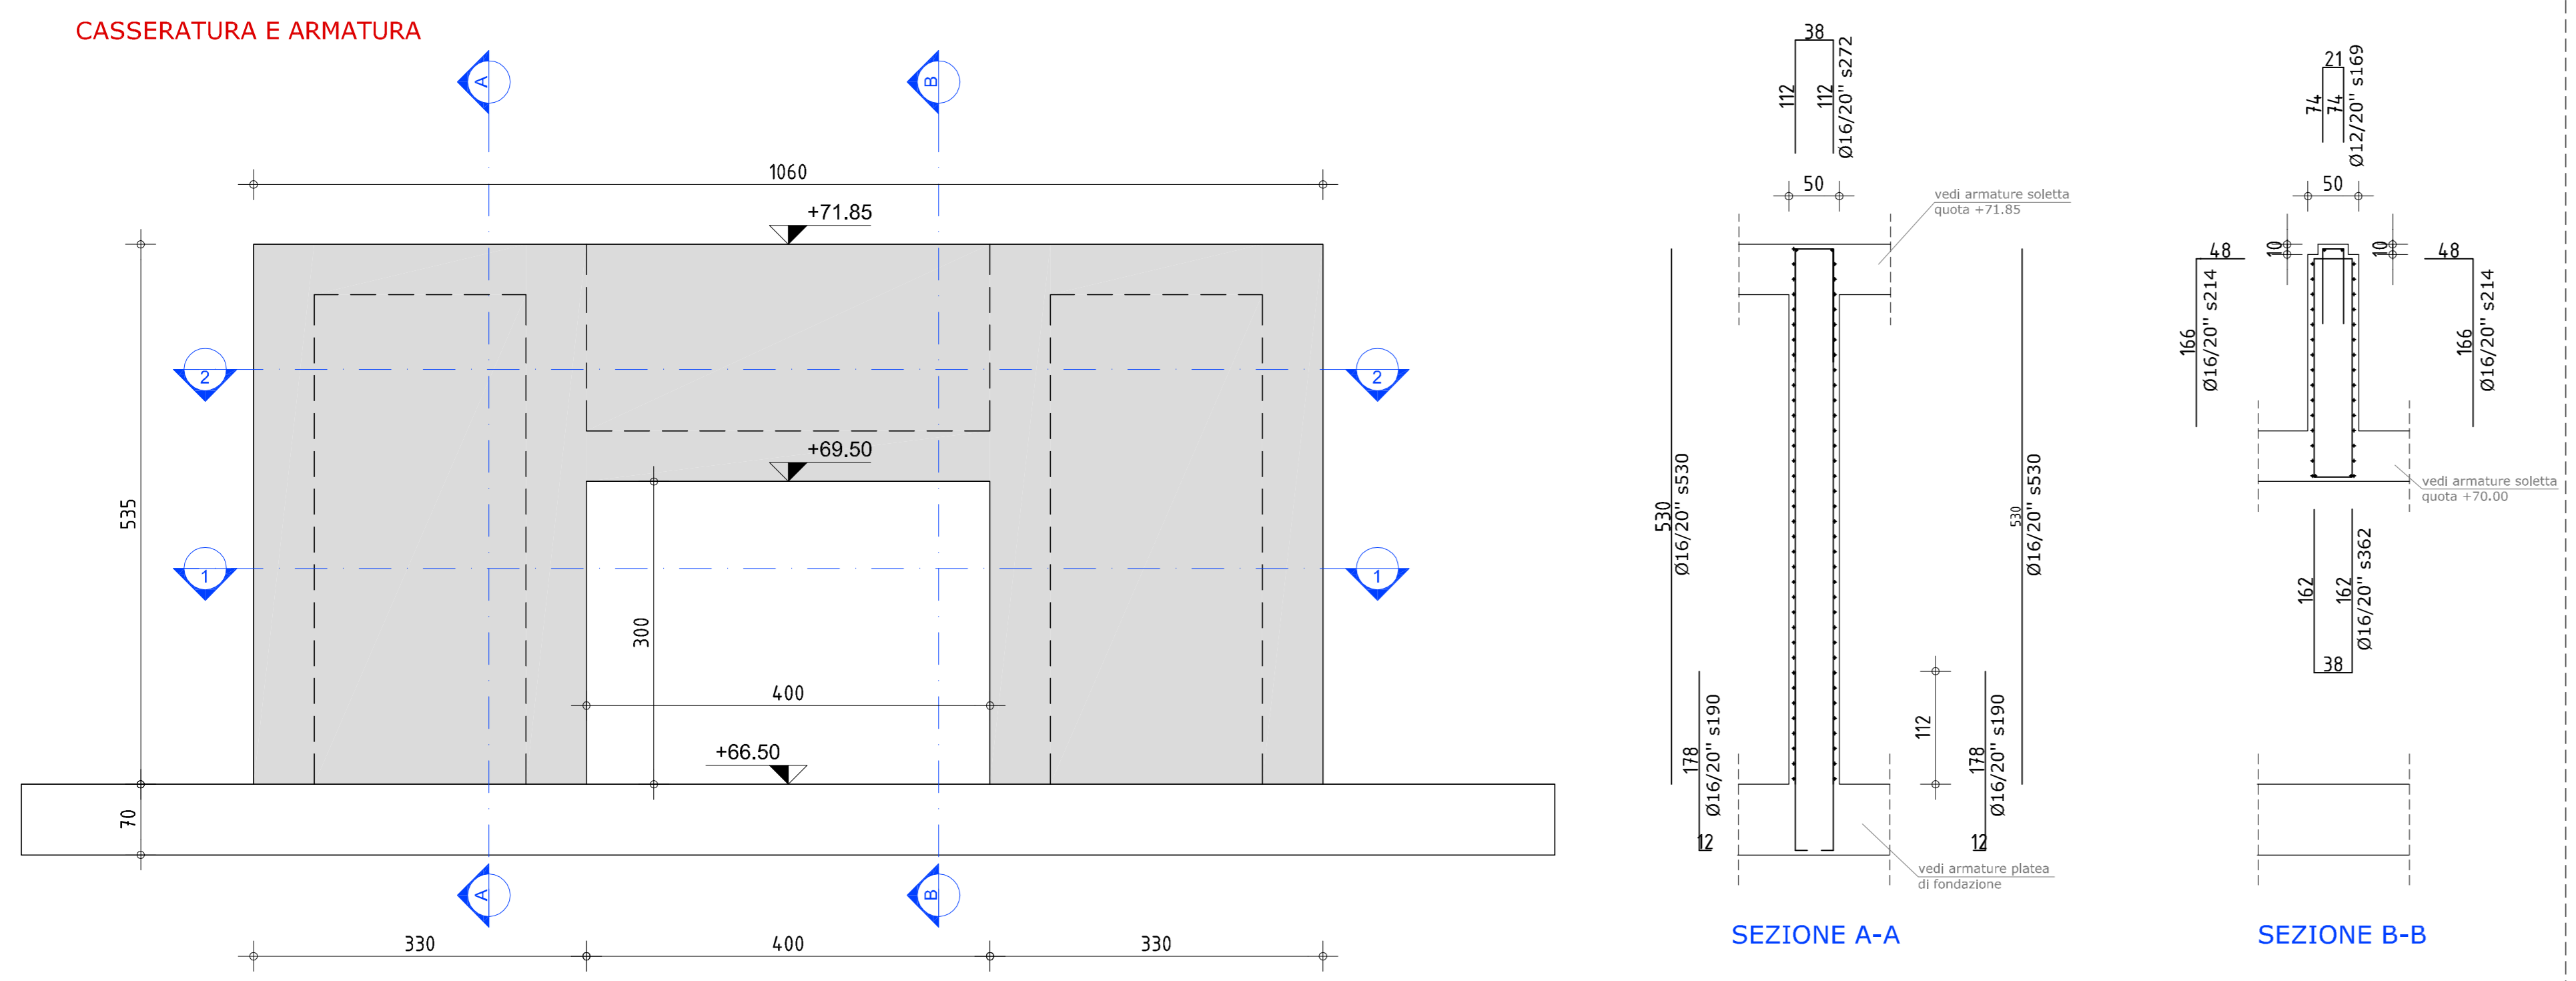 CASSERATURA E ARMATURA
A
B
1060
+71.85
535
+69.50
2
2
1
1
300
400
+66.50
70
A
B
330
400
330
38
112
112
Ø16/20" s272
50
vedi armature soletta
quota +71.85
530
Ø16/20" s530
530
Ø16/20" s530
178
Ø16/20" s190
12
112
178
Ø16/20" s190
12
vedi armature platea
di fondazione
SEZIONE A-A
21
74
74
Ø12/20" s169
50
10
10
48
166
Ø16/20" s214
48
166
Ø16/20" s214
vedi armature soletta
quota +70.00
162
162
Ø16/20" s362
38
SEZIONE B-B